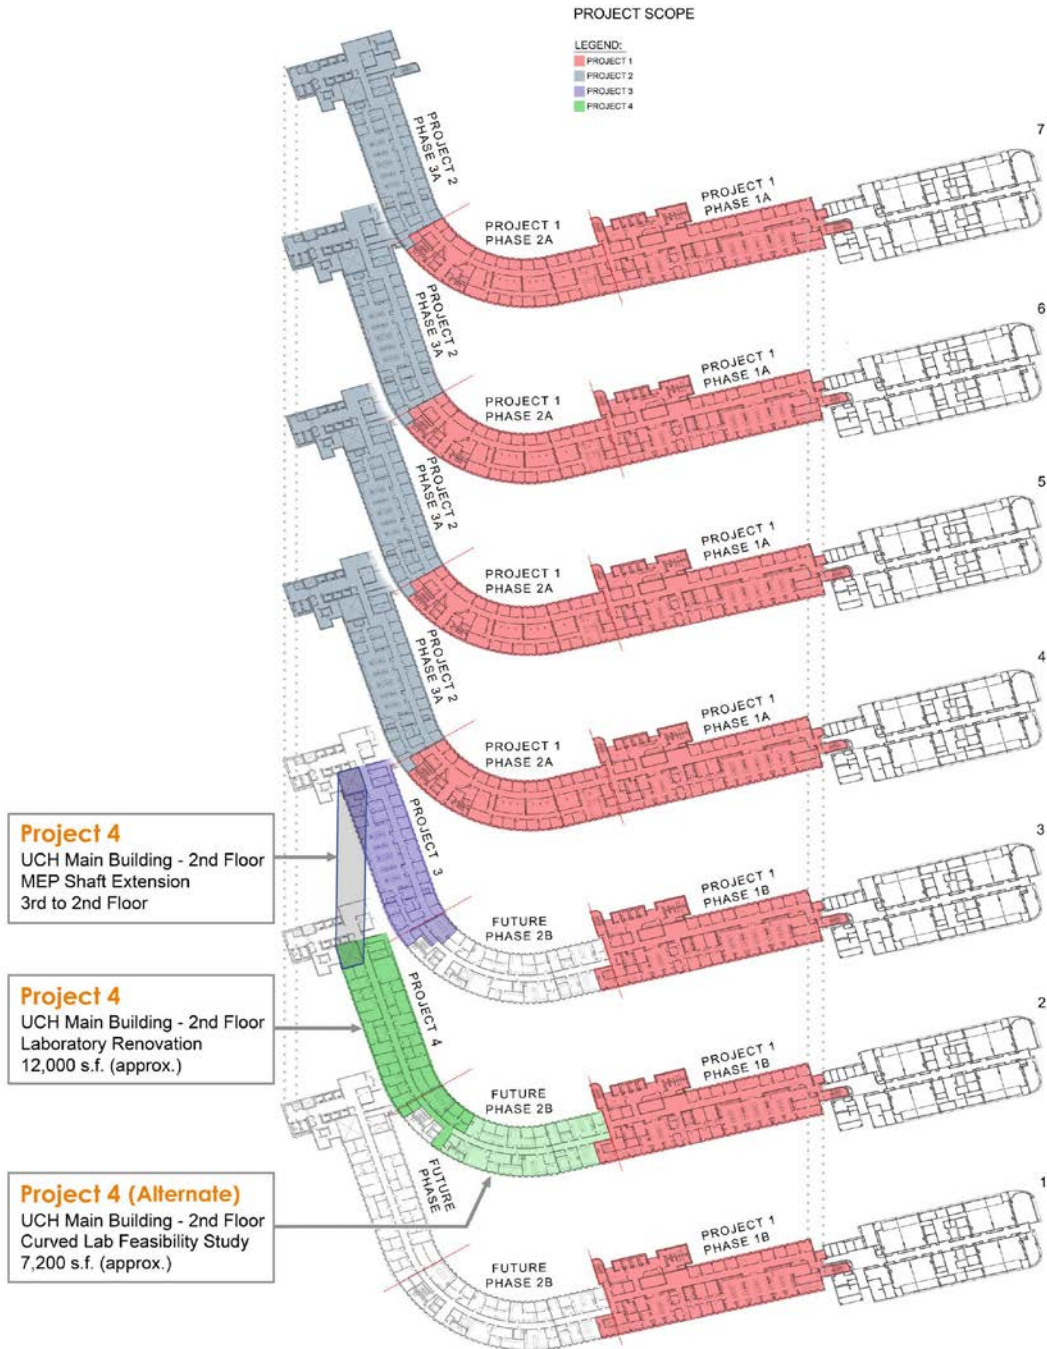 PROJECT SCOPE
LEGEND:
PROJECT 1
PROJECT 2
PROJECT 3
PROJECT 4
7
PROJECT 2
PHASE 3A
PROJECT 1
PHASE 2A
PROJECT 1
PHASE 1A
6
PROJECT 2
PHASE 3A
PROJECT 1
PHASE 2A
PROJECT 1
PHASE 1A
5
PROJECT 2
PHASE 3A
PROJECT 1
PHASE 2A
PROJECT 1
PHASE 1A
4
PROJECT 2
PHASE 3A
PROJECT 1
PHASE 2A
PROJECT 1
PHASE 1A
3
PROJECT 3
FUTURE
PHASE 2B
PROJECT 1
PHASE 1B
2
PROJECT 4
FUTURE
PHASE 2B
PROJECT 1
PHASE 1B
1
FUTURE
PHASE
FUTURE
PHASE 2B
PROJECT 1
PHASE 1B
Project 4
UCH Main Building - 2nd Floor
MEP Shaft Extension
3rd to 2nd Floor
Project 4
UCH Main Building - 2nd Floor
Laboratory Renovation
12,000 s.f. (approx.)
Project 4 (Alternate)
UCH Main Building - 2nd Floor
Curved Lab Feasibility Study
7,200 s.f. (approx.)